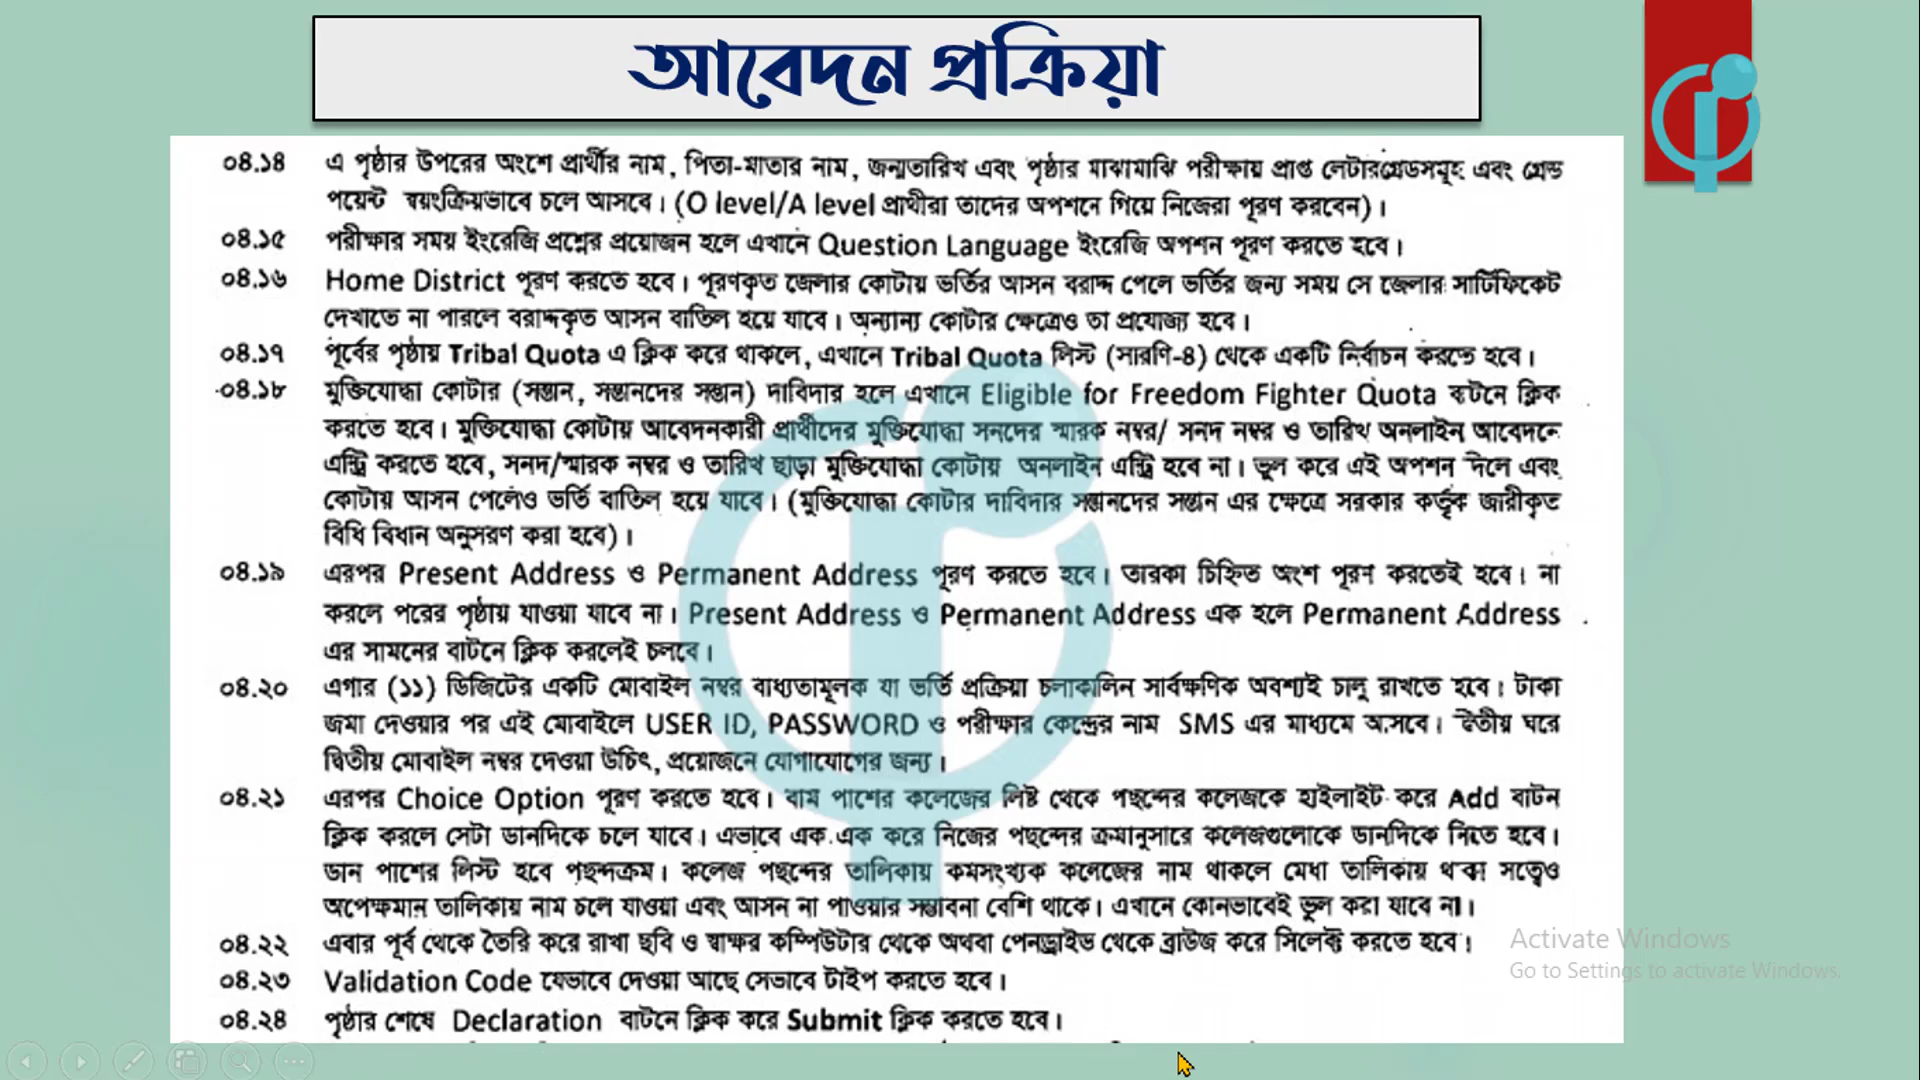 আবেদন প্রক্রিয়া
০৪.১৪ এ পৃষ্ঠার উপরের অংশে প্রার্থীর নাম, পিতা-মাতার নাম, জন্মতারিখ এবং পৃষ্ঠার মাঝামাঝি পরীক্ষায় প্রাপ্ত লেটারগ্রেডসমূহ এবং গ্রেড
পয়েন্ট স্বয়ংক্রিয়ভাবে চলে আসবে। (O level/A level প্রার্থীরা তাদের অপশনে গিয়ে নিজেরা পূরণ করবেন)।
০৪.১৫ পরীক্ষার সময় ইংরেজি প্রশ্নের প্রয়োজন হলে এখানে Question Language ইংরেজি অপশন পূরণ করতে হবে।
০৪.১৬ Home District পূরণ করতে হবে। পূরণকৃত জেলার কোটায় ভর্তির আসন বরাদ্দ পেলে ভর্তির জন্য সময় সে জেলার সার্টিফিকেট
দেখাতে না পারলে বরাদ্দকৃত আসন বাতিল হয়ে যাবে। অন্যান্য কোটার ক্ষেত্রেও তা প্রযোজ্য হবে।
০৪.১৭ পূর্বের পৃষ্ঠায় Tribal Quota এ ক্লিক করে থাকলে, এখানে Tribal Quota লিস্ট (সারণি-৪) থেকে একটি নির্বাচন করতে হবে।
০৪.১৮ মুক্তিযোদ্ধা কোটার (সন্তান, সন্তানদের সন্তান) দাবিদার হলে এখানে Eligible for Freedom Fighter Quota বাটনে ক্লিক
করতে হবে। মুক্তিযোদ্ধা কোটায় আবেদনকারী প্রার্থীদের মুক্তিযোদ্ধা সনদের স্মারক নম্বর/ সনদ নম্বর ও তারিখ অনলাইন আবেদনে
এন্ট্রি করতে হবে, সনদ/স্মারক নম্বর ও তারিখ ছাড়া মুক্তিযোদ্ধা কোটায় অনলাইন এন্ট্রি হবে না। ভুল করে এই অপশন দিলে এবং
কোটায় আসন পেলেও ভর্তি বাতিল হয়ে যাবে। (মুক্তিযোদ্ধা কোটার দাবিদার সন্তানদের সন্তান এর ক্ষেত্রে সরকার কর্তৃক জারীকৃত
বিধি বিধান অনুসরণ করা হবে)।
০৪.১৯ এরপর Present Address ও Permanent Address পূরণ করতে হবে। তারকা চিহ্নিত অংশ পূরণ করতেই হবে। না
করলে পরের পৃষ্ঠায় যাওয়া যাবে না। Present Address ও Permanent Address এক হলে Permanent Address
এর সামনের বাটনে ক্লিক করলেই চলবে।
০৪.২০ এগার (১১) ডিজিটের একটি মোবাইল নম্বর বাধ্যতামূলক যা ভর্তি প্রক্রিয়া চলাকালিন সার্বক্ষণিক অবশ্যই চালু রাখতে হবে। টাকা
জমা দেওয়ার পর এই মোবাইলে USER ID, PASSWORD ও পরীক্ষার কেন্দ্রের নাম SMS এর মাধ্যমে আসবে। দ্বিতীয় ঘরে
দ্বিতীয় মোবাইল নম্বর দেওয়া উচিৎ, প্রয়োজনে যোগাযোগের জন্য।
০৪.২১ এরপর Choice Option পূরণ করতে হবে। বাম পাশের কলেজের লিষ্ট থেকে পছন্দের কলেজকে হাইলাইট করে Add বাটন
ক্লিক করলে সেটা ডানদিকে চলে যাবে। এভাবে এক এক করে নিজের পছন্দের ক্রমানুসারে কলেজগুলোকে ডানদিকে নিতে হবে।
ডান পাশের লিস্ট হবে পছন্দক্রম। কলেজ পছন্দের তালিকায় কমসংখ্যক কলেজের নাম থাকলে মেধা তালিকায় থাকা সত্ত্বেও
অপেক্ষমান তালিকায় নাম চলে যাওয়া এবং আসন না পাওয়ার সম্ভাবনা বেশি থাকে। এখানে কোনভাবেই ভুল করা যাবে না।
০৪.২২ এবার পূর্ব থেকে তৈরি করে রাখা ছবি ও স্বাক্ষর কম্পিউটার থেকে অথবা পেনড্রাইভ থেকে ব্রাউজ করে সিলেক্ট করতে হবে।
০৪.২৩ Validation Code যেভাবে দেওয়া আছে সেভাবে টাইপ করতে হবে।
০৪.২৪ পৃষ্ঠার শেষে Declaration বাটনে ক্লিক করে Submit ক্লিক করতে হবে।
Activate Windows
Go to Settings to activate Windows.